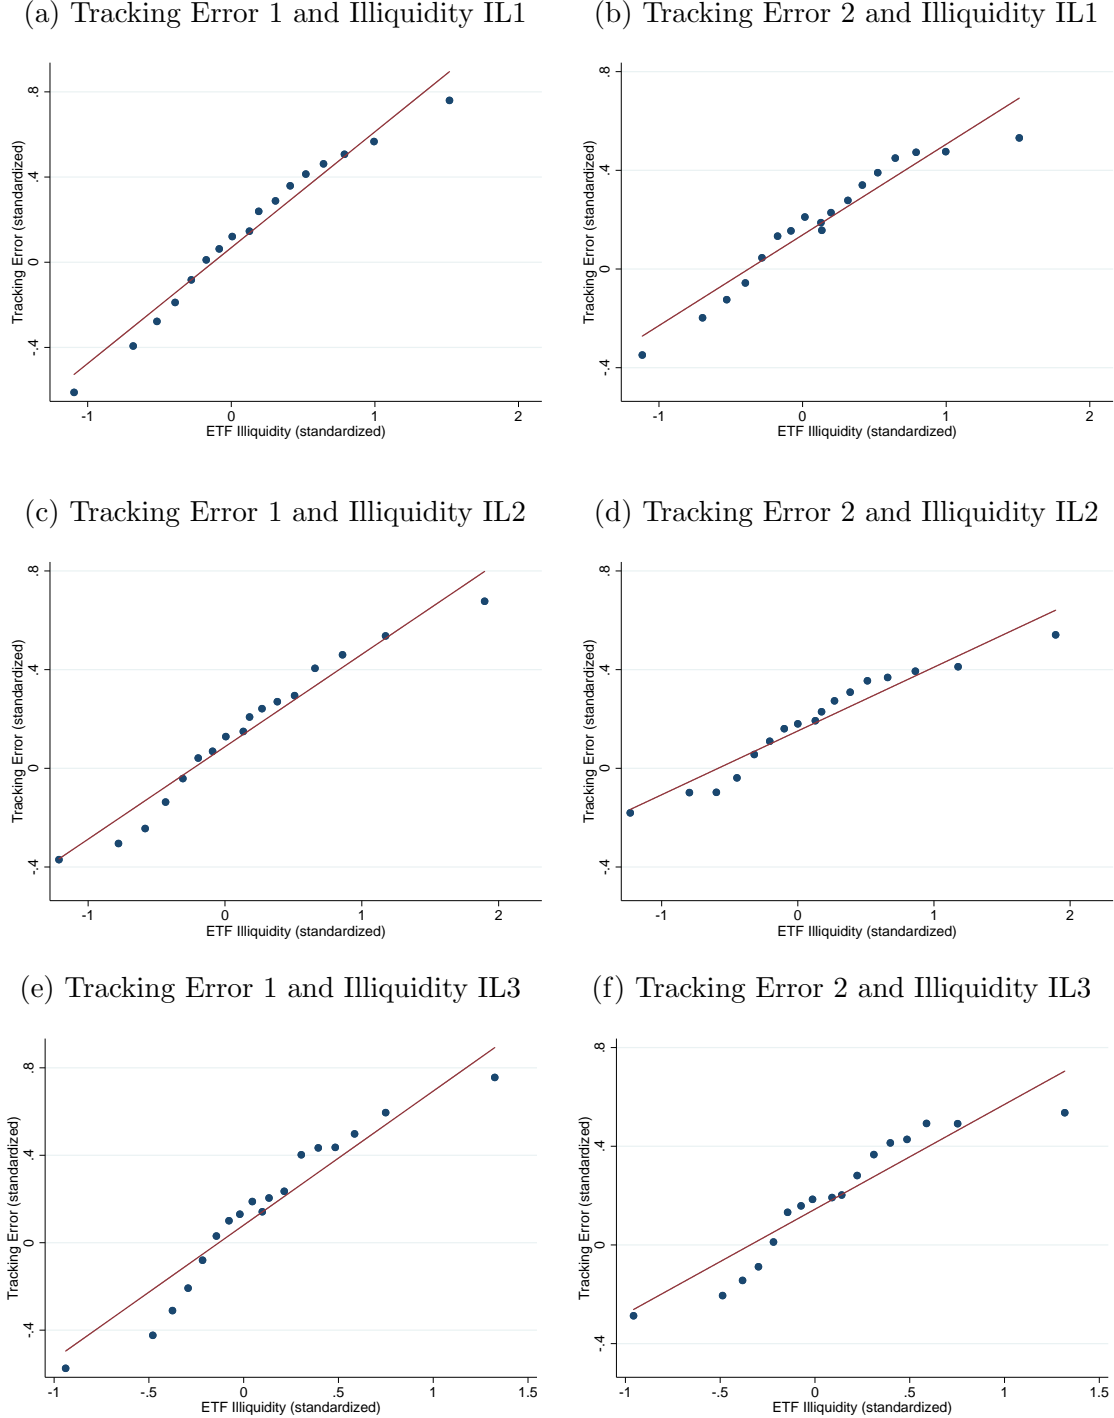 (a) Tracking Error 1 and Illiquidity IL1
(b) Tracking Error 2 and Illiquidity IL1
Tracking Error (standardized)
.8
.4
0
-.4
-1
0
1
2
ETF Illiquidity (standardized)
Tracking Error (standardized)
.8
.4
0
-.4
-1
0
1
2
ETF Illiquidity (standardized)
(c) Tracking Error 1 and Illiquidity IL2
(d) Tracking Error 2 and Illiquidity IL2
Tracking Error (standardized)
.8
.4
0
-.4
-1
0
1
2
ETF Illiquidity (standardized)
Tracking Error (standardized)
.8
.4
0
-.4
-1
0
1
2
ETF Illiquidity (standardized)
(e) Tracking Error 1 and Illiquidity IL3
(f) Tracking Error 2 and Illiquidity IL3
Tracking Error (standardized)
.8
.4
0
-.4
-1
-.5
0
.5
1
1.5
ETF Illiquidity (standardized)
Tracking Error (standardized)
.8
.4
0
-.4
-1
-.5
0
.5
1
1.5
ETF Illiquidity (standardized)